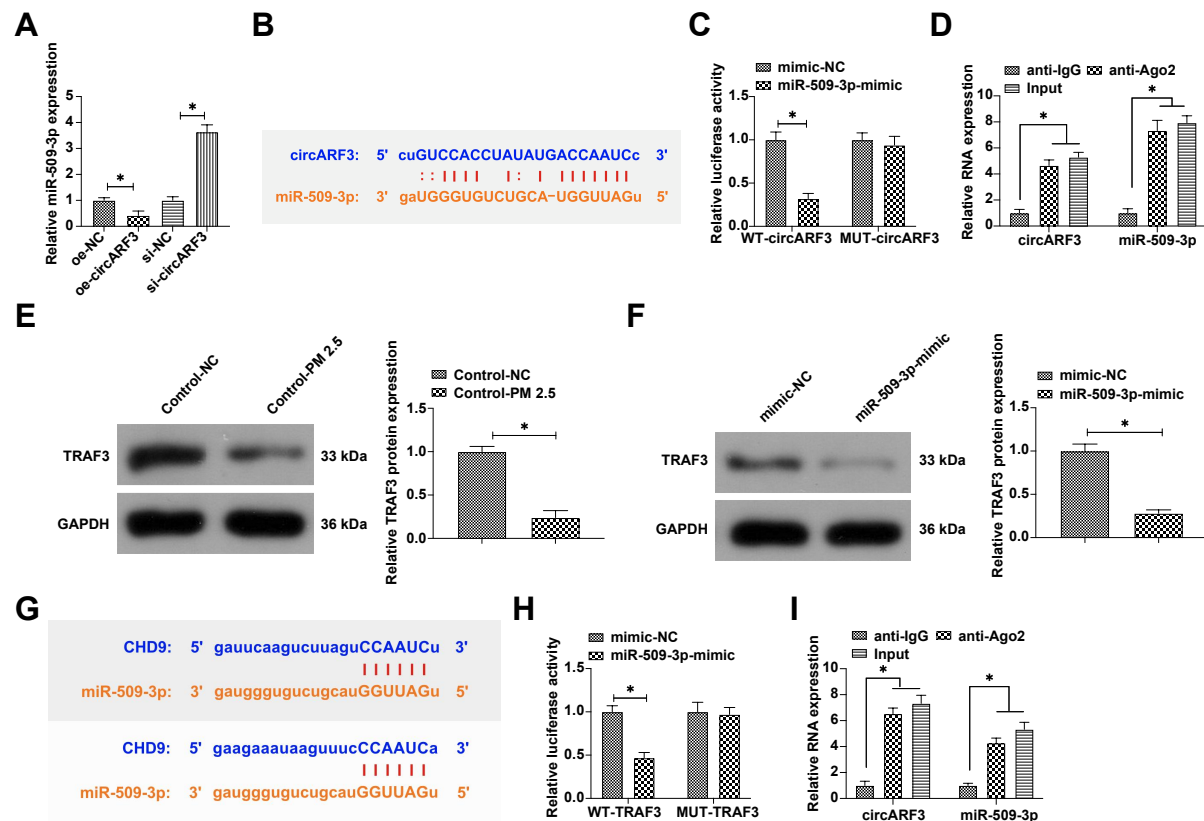 A
Relative miR-509-3p expresstion
5
4
3
2
1
0
*
*
oe-NC
oe-circARF3
si-NC
si-circARF3
B
circARF3: 5' cuGUCCACCUAUAUGACCAAUCc 3'
miR-509-3p: 3' gaUGGGUGUCUGCA-UGGUUAGu 5'
C
mimic-NC
miR-509-3p-mimic
Relative luciferase activity
1.5
1.0
0.5
0.0
*
WT-circARF3 MUT-circARF3
D
anti-IgG anti-Ago2
Input
Relative RNA expresstion
10
8
6
4
2
0
*
*
circARF3 miR-509-3p
E
Control-NC
Control-PM 2.5
TRAF3 33 kDa
GAPDH 36 kDa
Control-NC
Control-PM 2.5
Relative TRAF3 protein expresstion
1.5
1.0
0.5
0.0
*
F
mimic-NC
miR-509-3p-mimic
TRAF3 33 kDa
GAPDH 36 kDa
mimic-NC
miR-509-3p-mimic
Relative TRAF3 protein expresstion
1.5
1.0
0.5
0.0
*
G
CHD9: 5' gauucaagucuuaguCCAAUCu 3'
miR-509-3p: 3' gaugggugucugcauGGUUAGu 5'
CHD9: 5' gaagaaauaaguuucCCAAUCa 3'
miR-509-3p: 3' gaugggugucugcauGGUUAGu 5'
H
mimic-NC
miR-509-3p-mimic
Relative luciferase activity
1.5
1.0
0.5
0.0
*
WT-TRAF3 MUT-TRAF3
I
anti-IgG anti-Ago2
Input
Relative RNA expresstion
10
8
6
4
2
0
*
*
circARF3 miR-509-3p